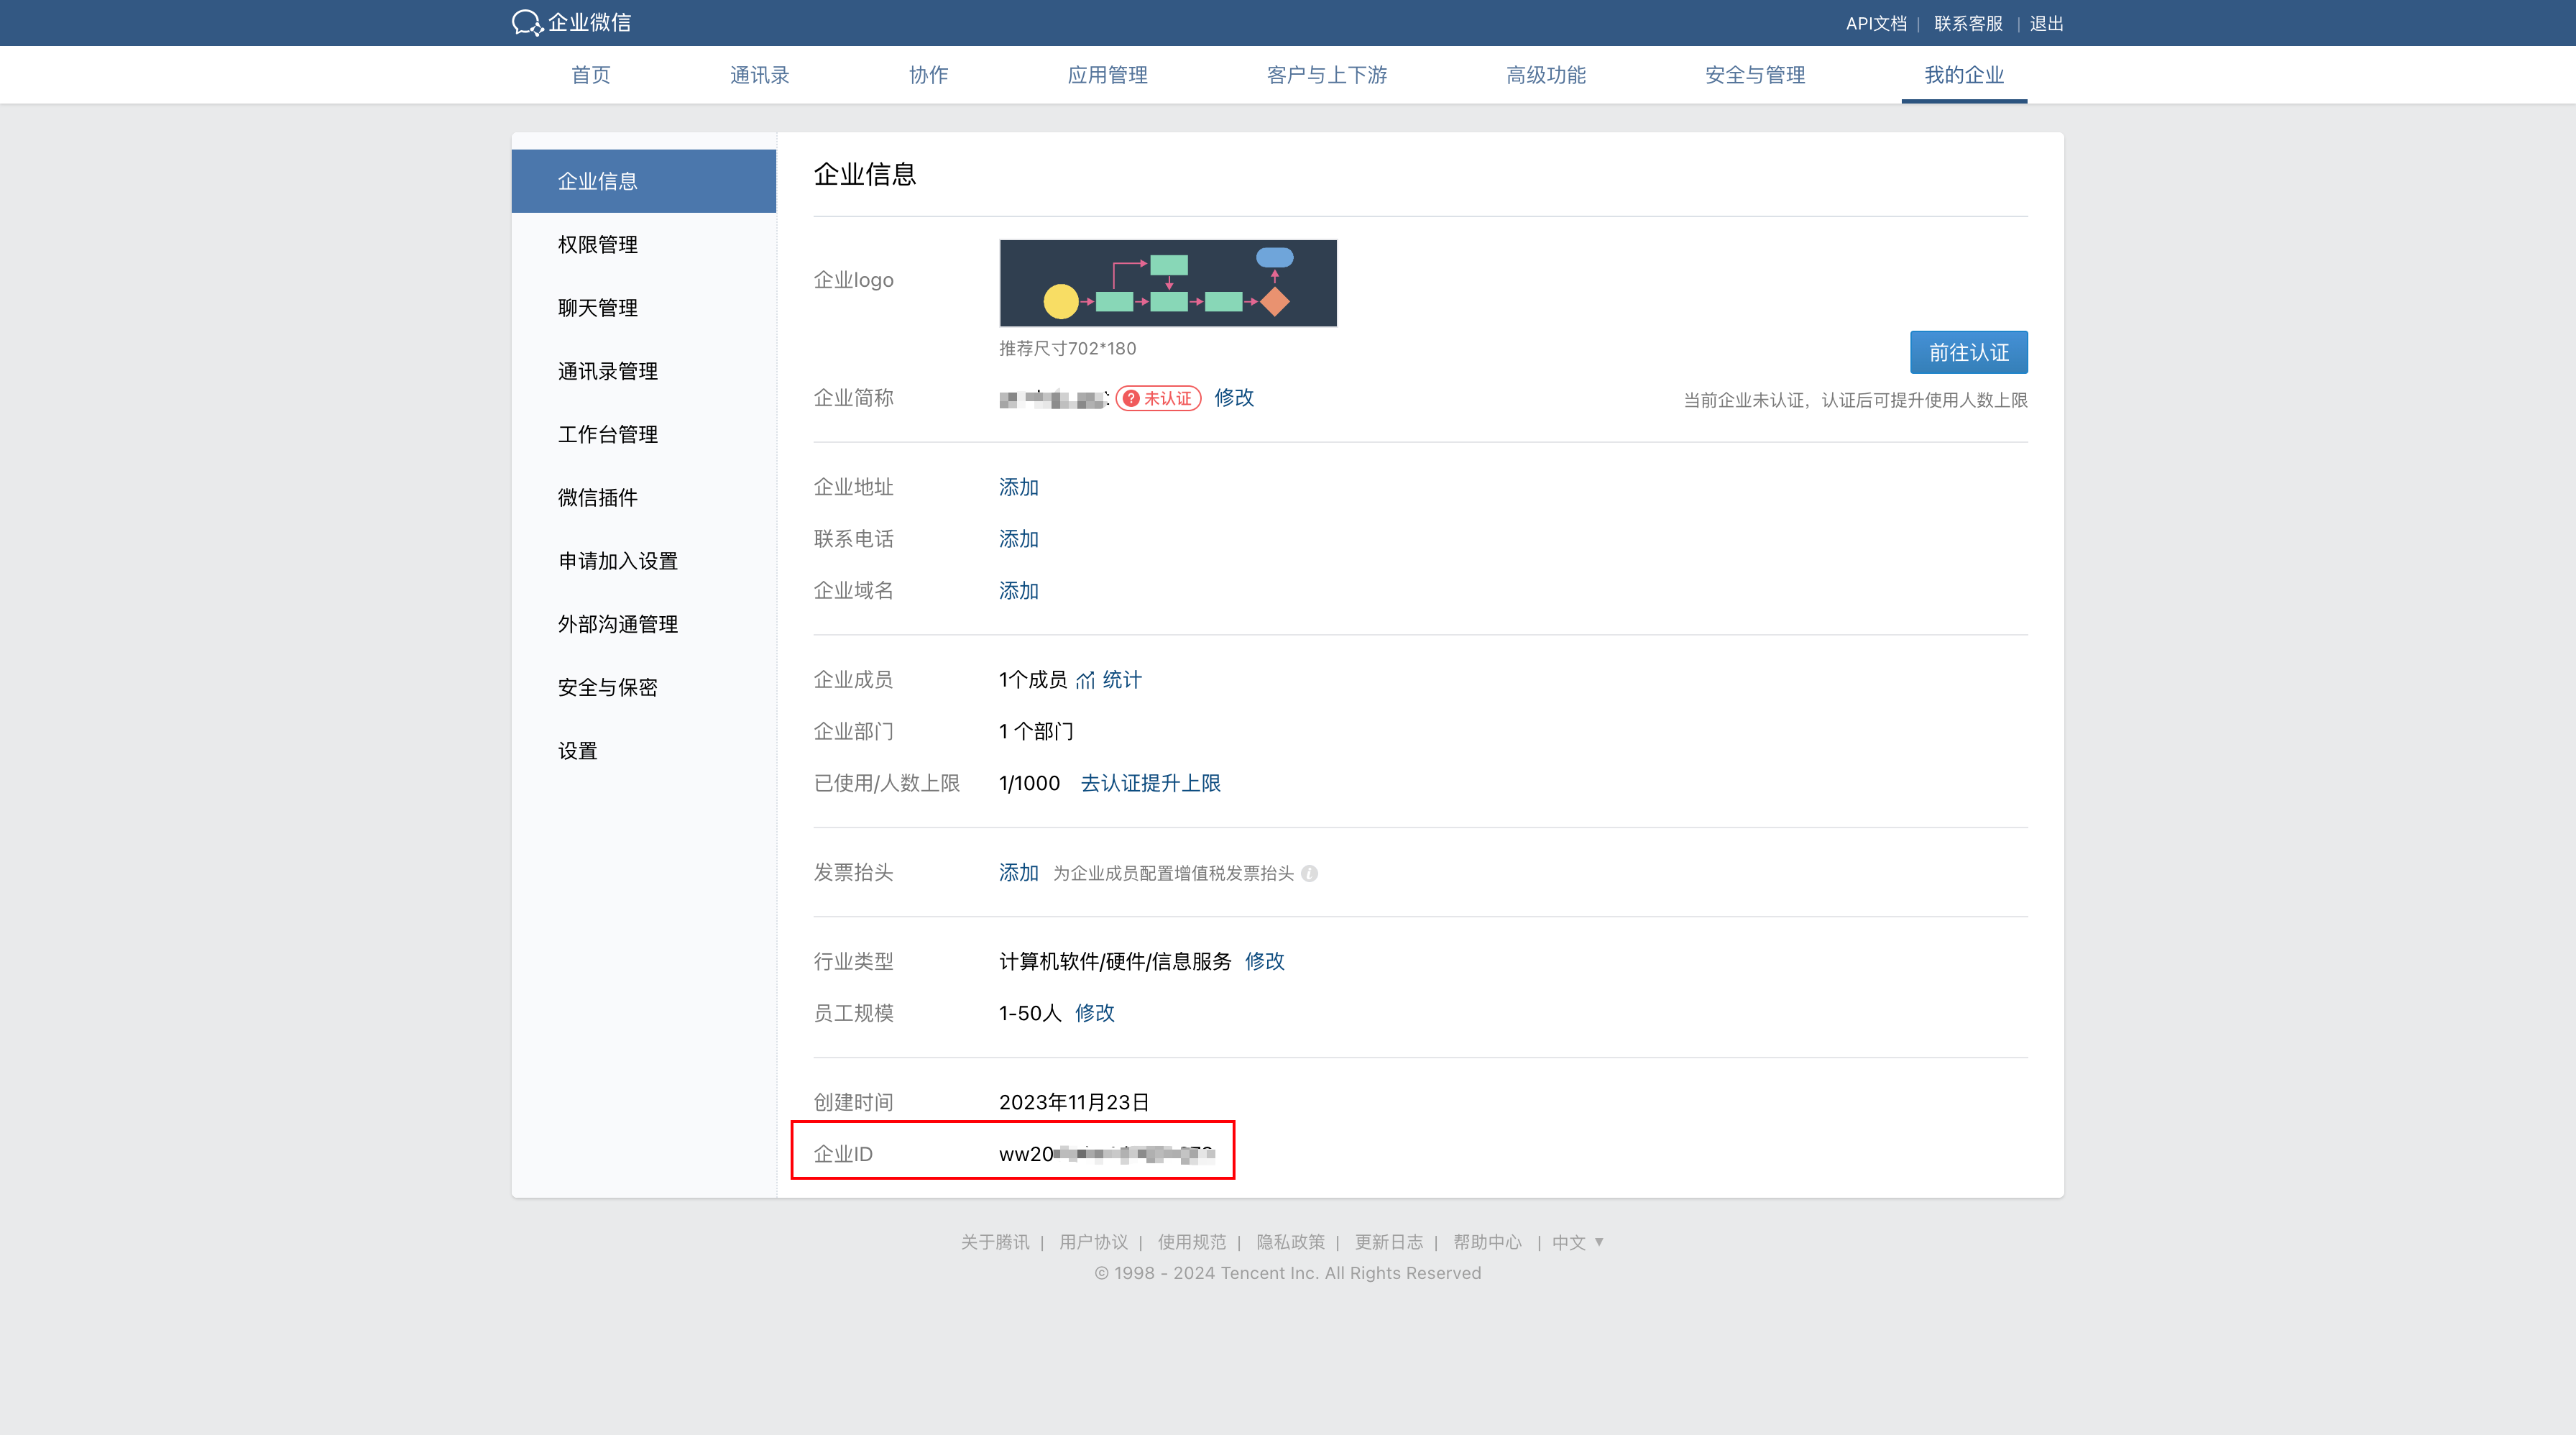 企业微信
API文档 | 联系客服 | 退出
首页 通讯录 协作 应用管理 客户与上下游 高级功能 安全与管理 我的企业
企业信息
权限管理
聊天管理
通讯录管理
工作台管理
微信插件
申请加入设置
外部沟通管理
安全与保密
设置
企业信息
企业logo
推荐尺寸702*180
前往认证
企业简称 未认证 修改
当前企业未认证，认证后可提升使用人数上限
企业地址 添加
联系电话 添加
企业域名 添加
企业成员 1个成员 统计
企业部门 1 个部门
已使用/人数上限 1/1000 去认证提升上限
发票抬头 添加 为企业成员配置增值税发票抬头
行业类型 计算机软件/硬件/信息服务 修改
员工规模 1-50人 修改
创建时间 2023年11月23日
企业ID ww20
关于腾讯 | 用户协议 | 使用规范 | 隐私政策 | 更新日志 | 帮助中心 | 中文 ▼
© 1998 - 2024 Tencent Inc. All Rights Reserved